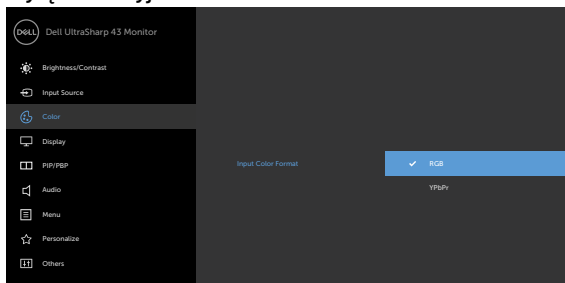 DELL
Dell UltraSharp 43 Monitor
Brightness/Contrast
Input Source
Color
Display
PIP/PBP
Input Color Format
RGB
YPbPr
Audio
Menu
Personalize
Others